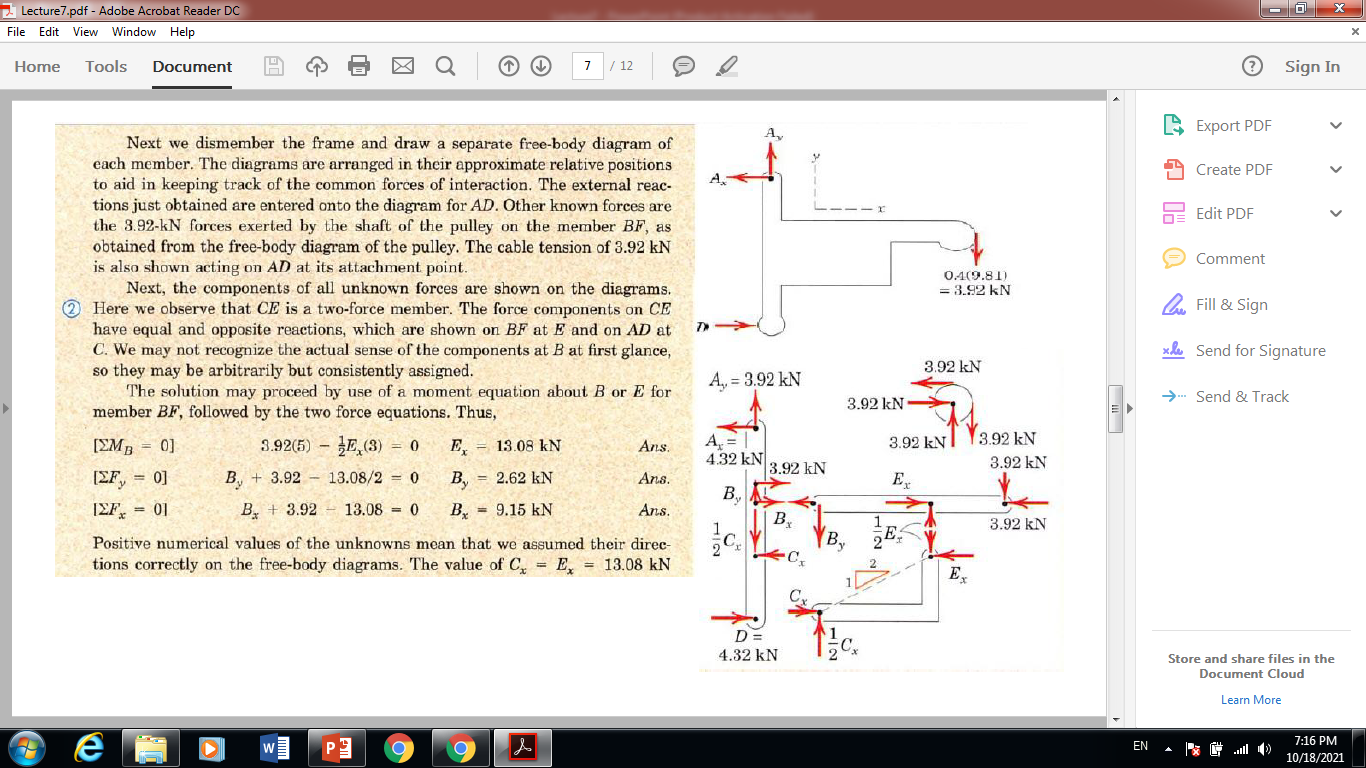 Lecture7.pdf - Adobe Acrobat Reader DC
File Edit View Window Help
Home Tools Document 7 / 12 Sign In
Next we dismember the frame and draw a separate free-body diagram of
each member. The diagrams are arranged in their approximate relative positions
to aid in keeping track of the common forces of interaction. The external reac-
tions just obtained are entered onto the diagram for AD. Other known forces are
the 3.92-kN forces exerted by the shaft of the pulley on the member BF, as
obtained from the free-body diagram of the pulley. The cable tension of 3.92 kN
is also shown acting on AD at its attachment point.
Next, the components of all unknown forces are shown on the diagrams.
② Here we observe that CE is a two-force member. The force components on CE
have equal and opposite reactions, which are shown on BF at E and on AD at
C. We may not recognize the actual sense of the components at B at first glance,
so they may be arbitrarily but consistently assigned.
The solution may proceed by use of a moment equation about B or E for
member BF, followed by the two force equations. Thus,
[ΣM_B = 0] 3.92(5) − ½E_x(3) = 0 E_x = 13.08 kN Ans.
[ΣF_y = 0] B_y + 3.92 − 13.08/2 = 0 B_y = 2.62 kN Ans.
[ΣF_x = 0] B_x + 3.92 − 13.08 = 0 B_x = 9.15 kN Ans.
Positive numerical values of the unknowns mean that we assumed their direc-
tions correctly on the free-body diagrams. The value of C_x = E_x = 13.08 kN
A_y
y
A_x
x
0.4(9.81)
= 3.92 kN
D
A_y = 3.92 kN
A_x =
4.32 kN
3.92 kN
B_y
B_x
½C_x
C_x
D =
4.32 kN
3.92 kN
3.92 kN
3.92 kN
3.92 kN
3.92 kN
E_x
3.92 kN
B_y
½E_x
2
1
E_x
C_x
½C_x
Export PDF
Create PDF
Edit PDF
Comment
Fill & Sign
Send for Signature
Send & Track
Store and share files in the
Document Cloud
Learn More
EN
7:16 PM
10/18/2021